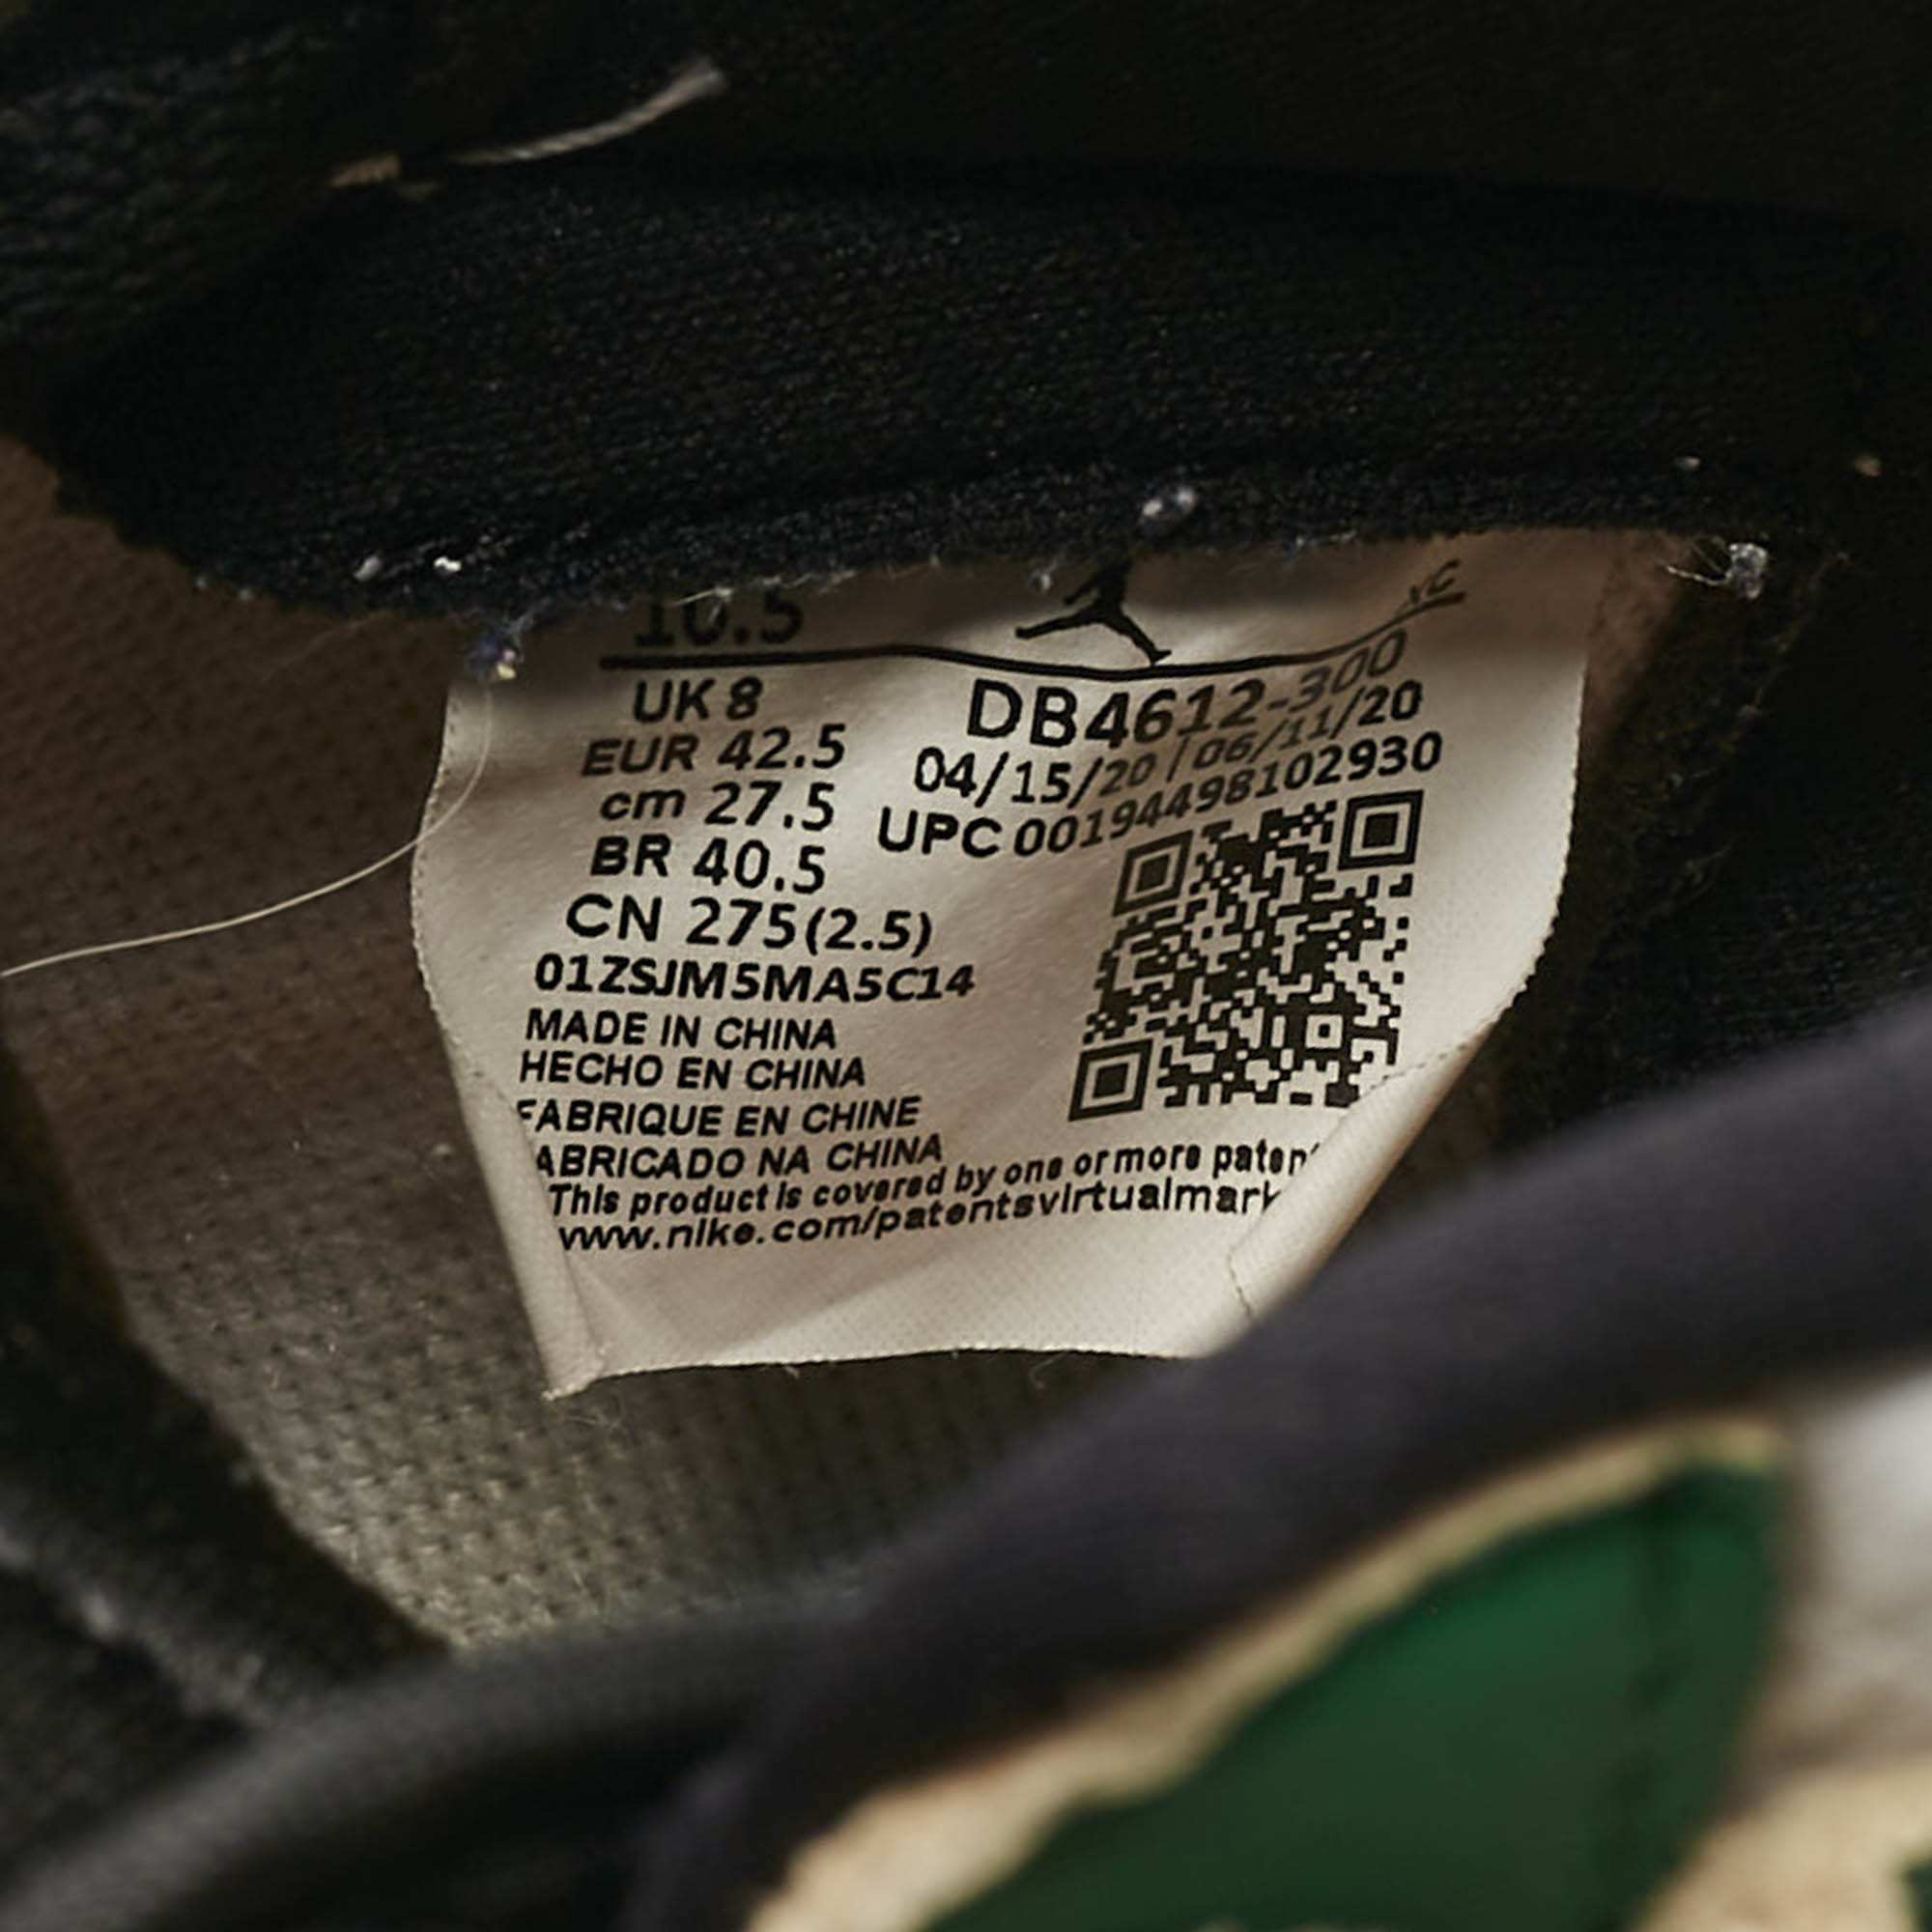 10.5
XC
UK 8
DB4612-300
EUR 42.5
04/15/20 | 06/11/20
cm 27.5
UPC 00194498102930
BR 40.5
CN 275(2.5)
01ZSJM5MA5C14
MADE IN CHINA
HECHO EN CHINA
FABRIQUE EN CHINE
ABRICADO NA CHINA
This product is covered by one or more paten
www.nike.com/patentsvirtualmark